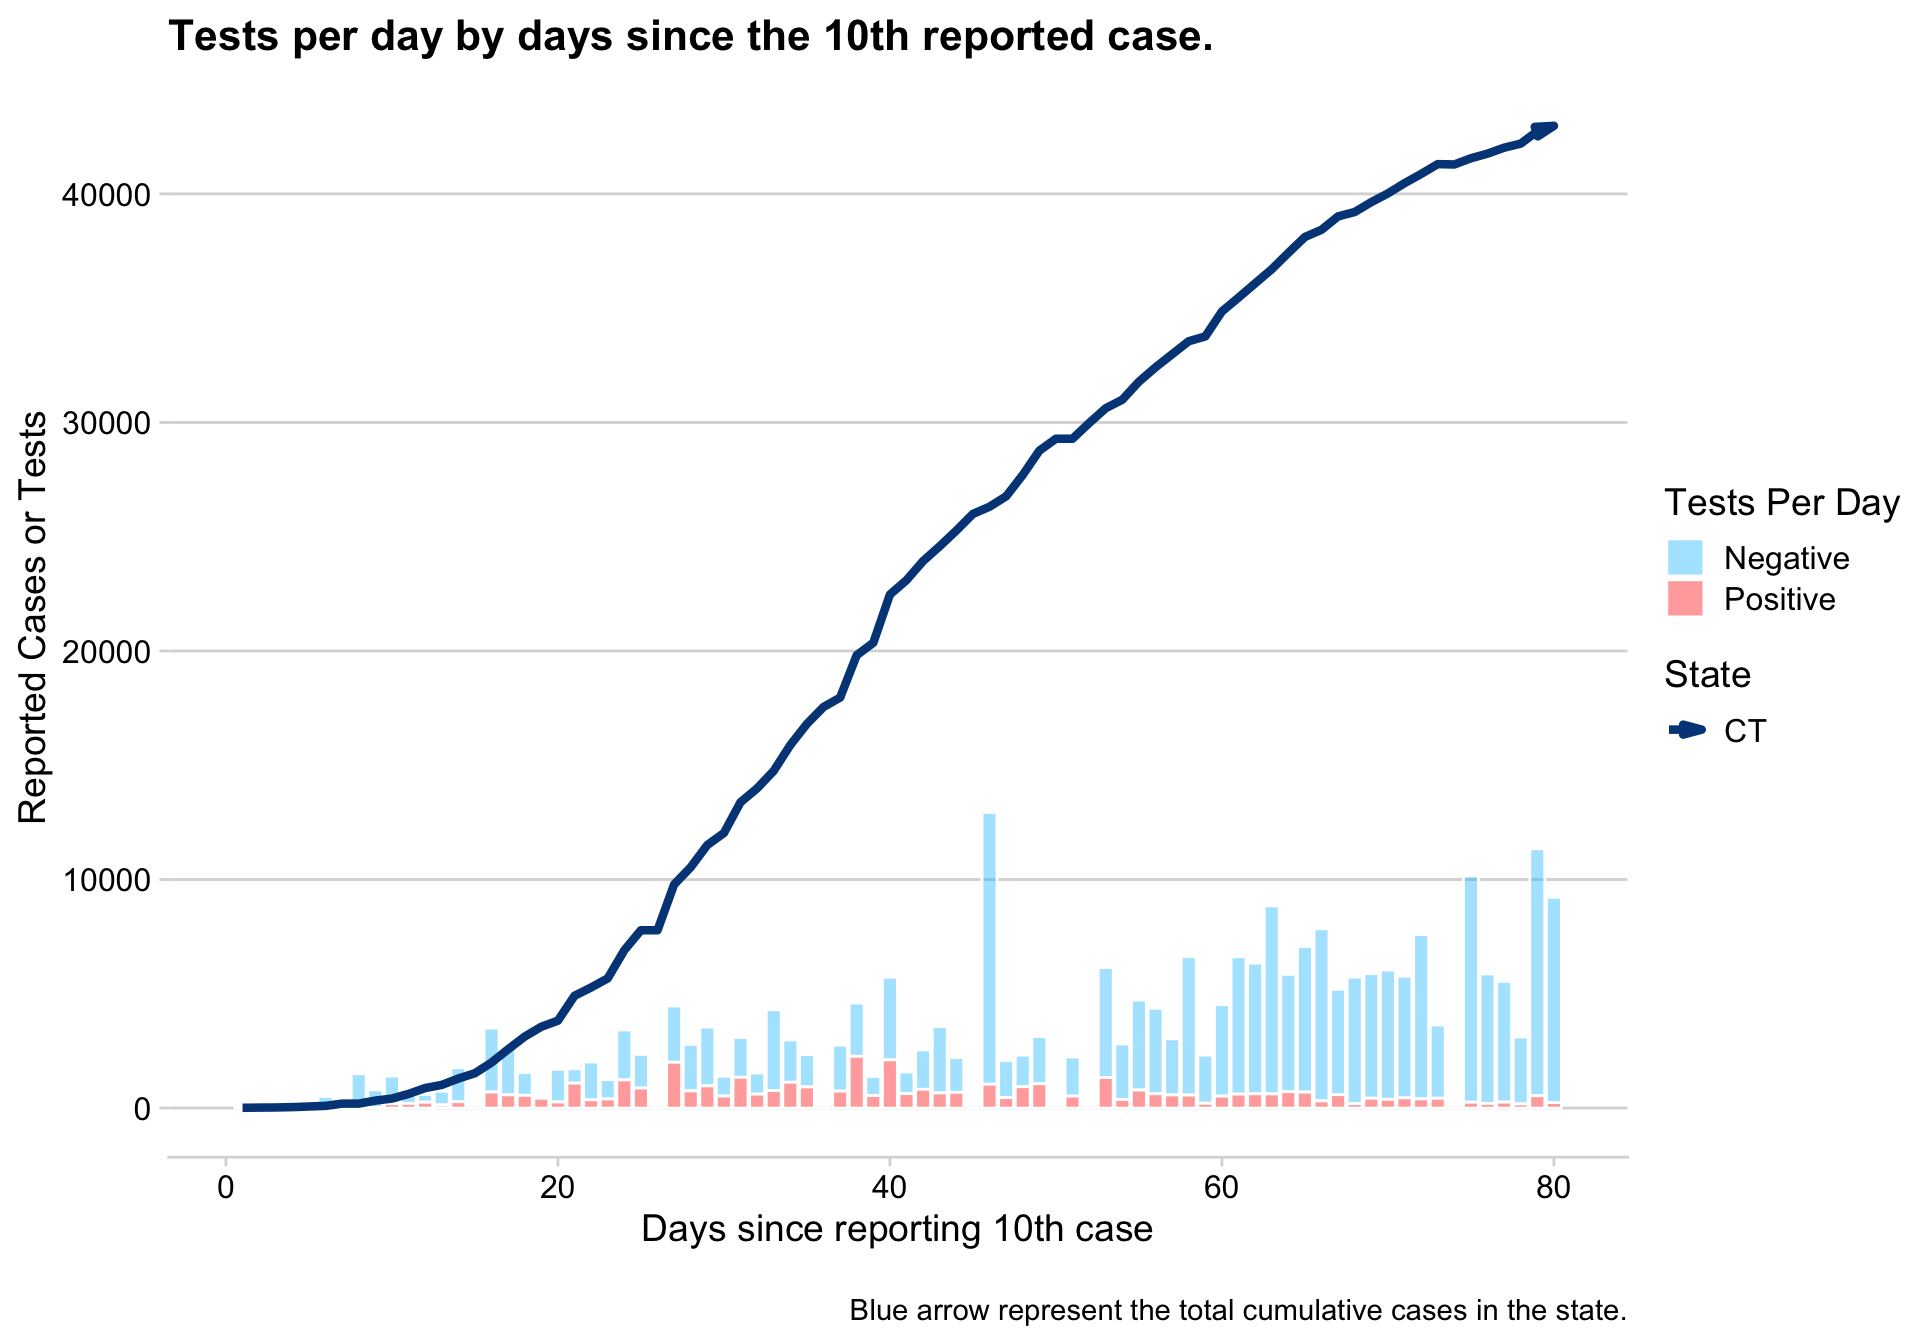 Tests per day by days since the 10th reported case.
40000
30000
20000
10000
0
Reported Cases or Tests
0 20 40 60 80
Days since reporting 10th case
Tests Per Day
Negative
Positive
State
CT
Blue arrow represent the total cumulative cases in the state.